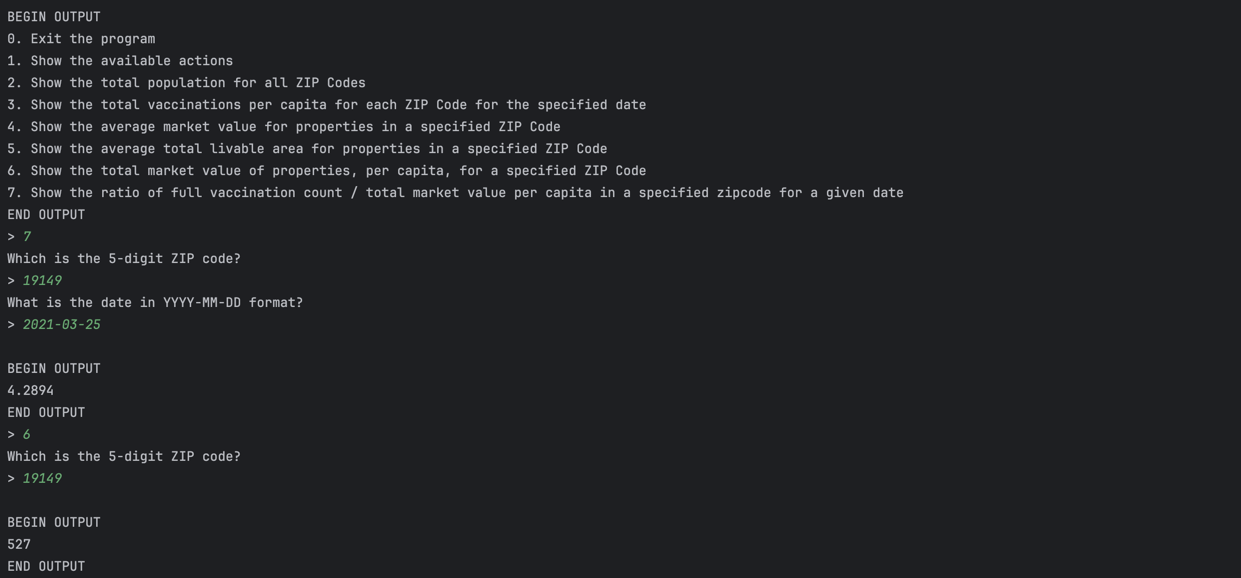 BEGIN OUTPUT
0. Exit the program
1. Show the available actions
2. Show the total population for all ZIP Codes
3. Show the total vaccinations per capita for each ZIP Code for the specified date
4. Show the average market value for properties in a specified ZIP Code
5. Show the average total livable area for properties in a specified ZIP Code
6. Show the total market value of properties, per capita, for a specified ZIP Code
7. Show the ratio of full vaccination count / total market value per capita in a specified zipcode for a given date
END OUTPUT
> 7
Which is the 5-digit ZIP code?
> 19149
What is the date in YYYY-MM-DD format?
> 2021-03-25
BEGIN OUTPUT
4.2894
END OUTPUT
> 6
Which is the 5-digit ZIP code?
> 19149
BEGIN OUTPUT
527
END OUTPUT